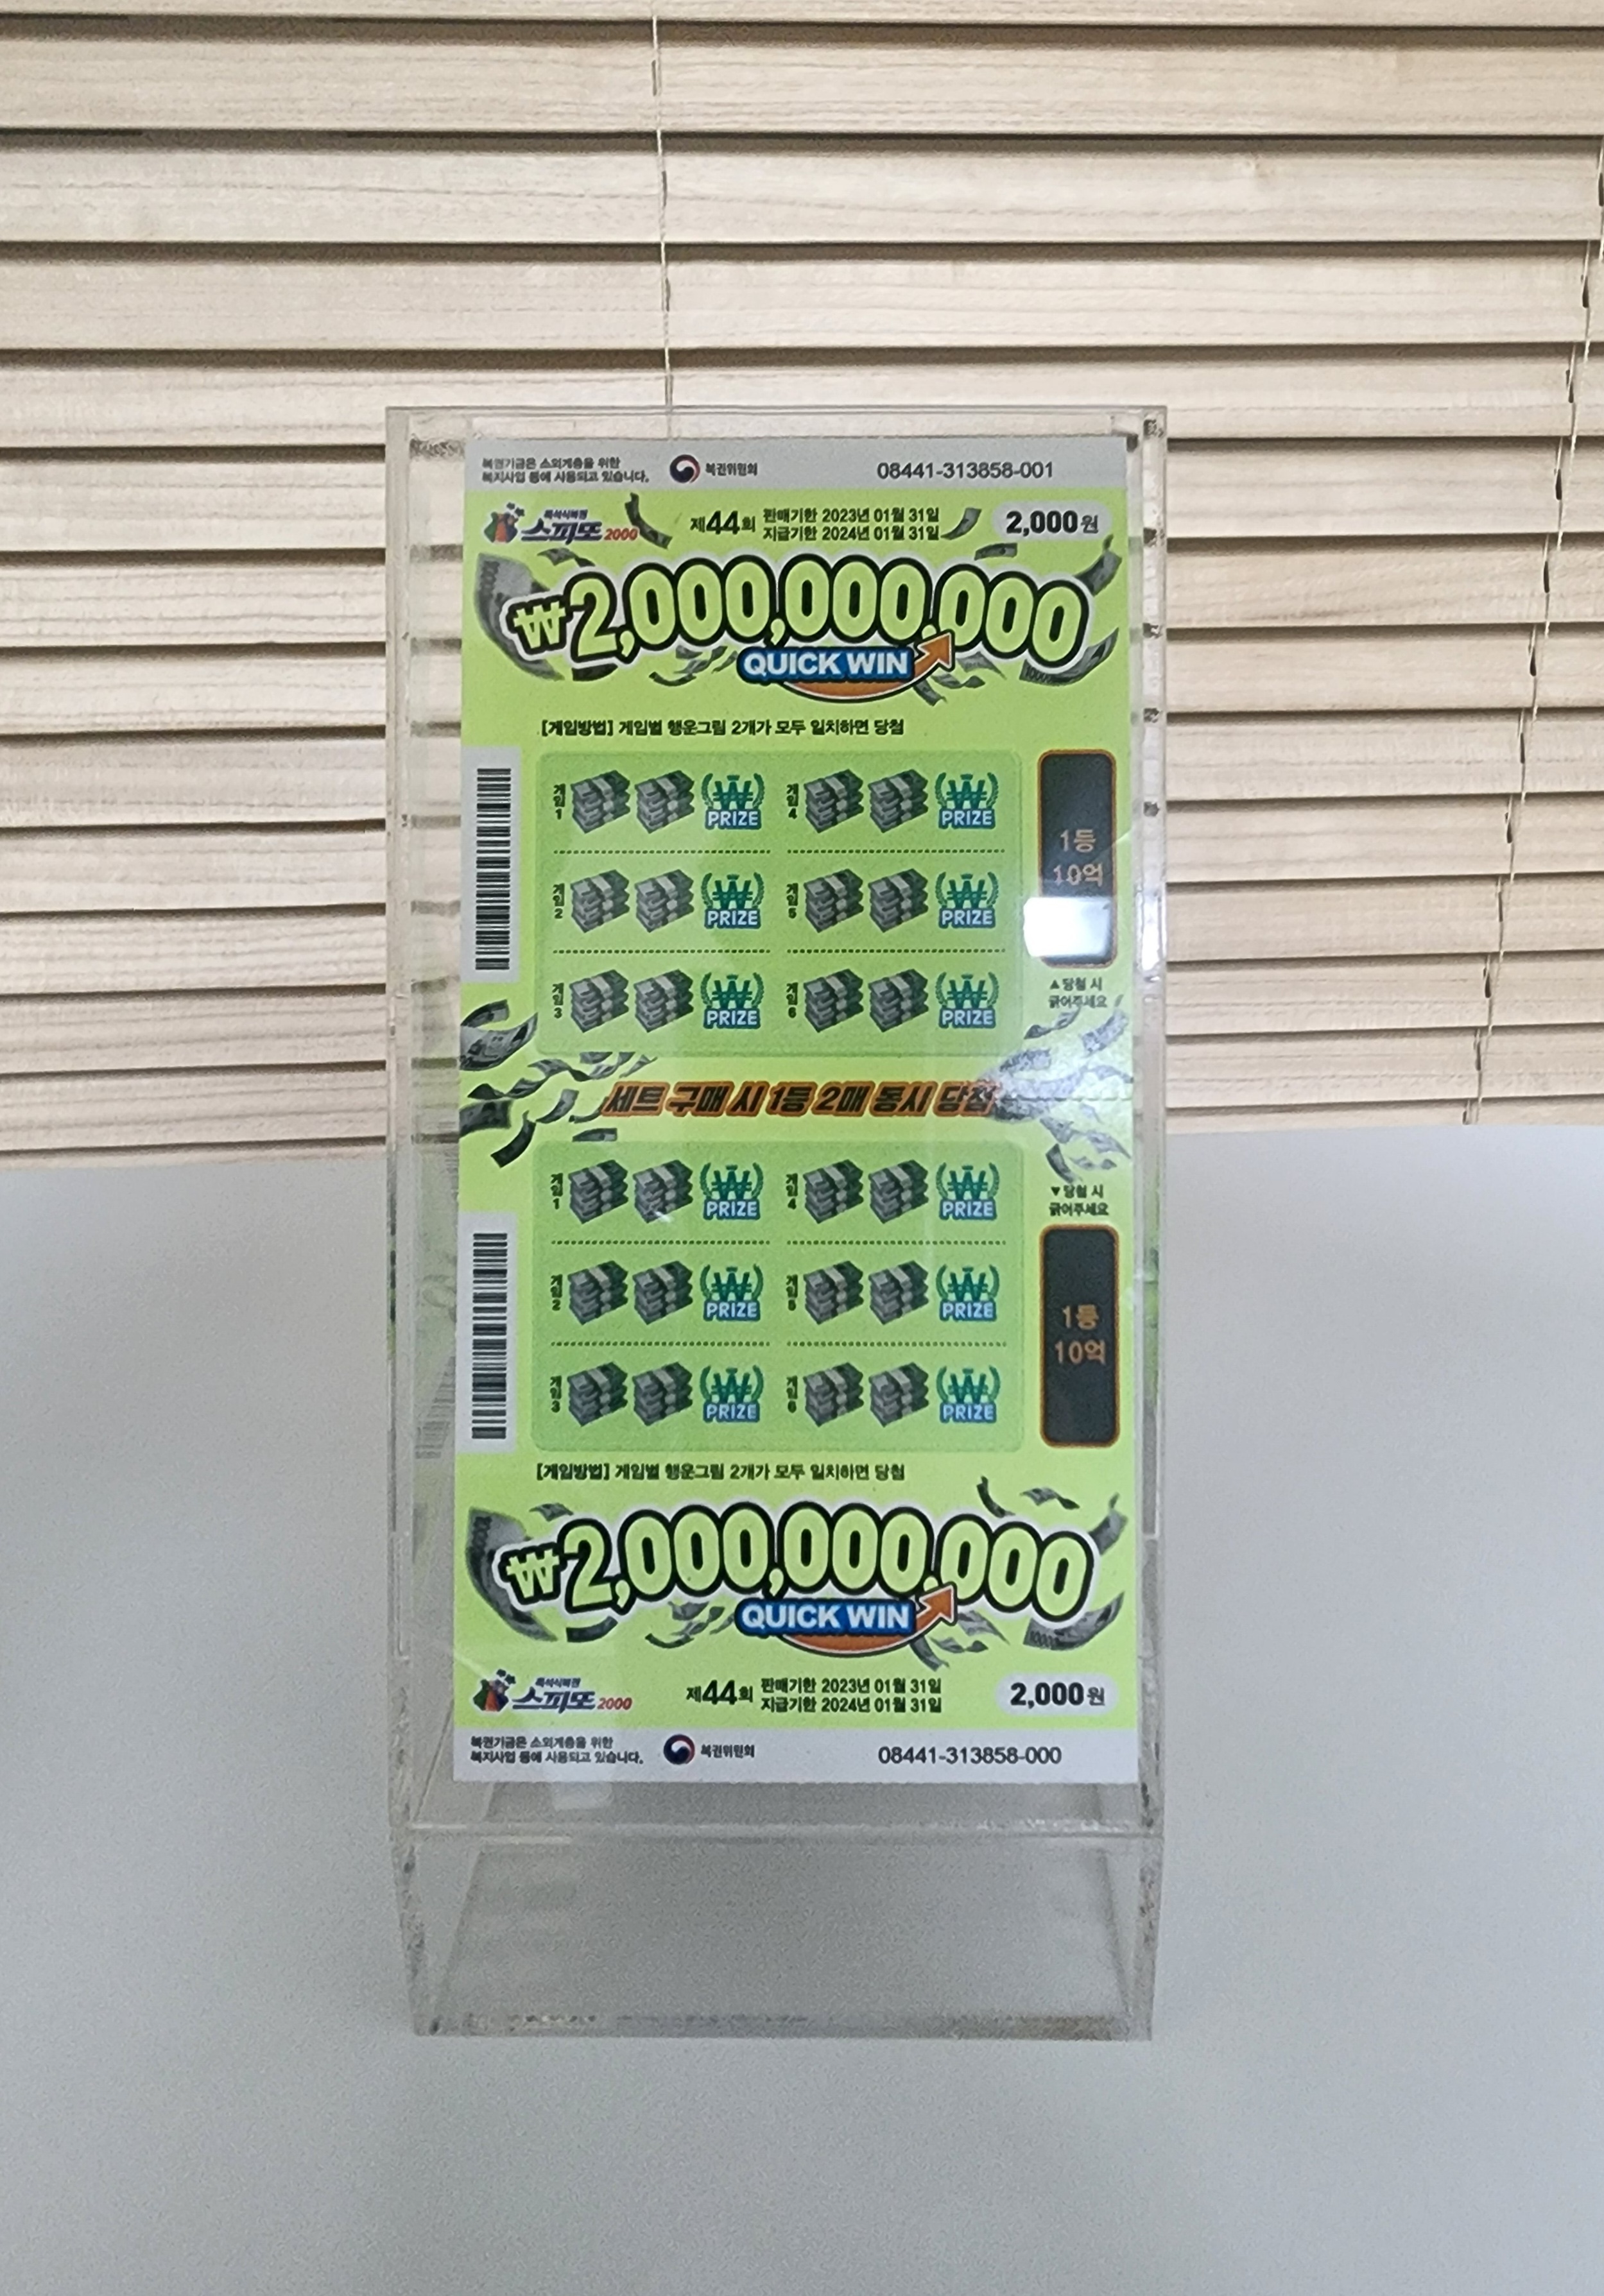 복권기금은 소외계층을 위한
복지사업 등에 사용되고 있습니다.
복권위원회
08441-313858-001
즉석식복권
스피또 2000
제44회
판매기한 2023년 01월 31일
지급기한 2024년 01월 31일
2,000원
₩2,000,000,000
QUICK WIN
[게임방법] 게임별 행운그림 2개가 모두 일치하면 당첨
게임1
PRIZE
게임4
PRIZE
게임2
PRIZE
게임5
PRIZE
게임3
PRIZE
게임6
PRIZE
1등
10억
▲당첨 시
긁어주세요
세트 구매 시 1등 2매 동시 당첨
게임1
PRIZE
게임4
PRIZE
게임2
PRIZE
게임5
PRIZE
게임3
PRIZE
게임6
PRIZE
▼당첨 시
긁어주세요
1등
10억
[게임방법] 게임별 행운그림 2개가 모두 일치하면 당첨
₩2,000,000,000
QUICK WIN
즉석식복권
스피또 2000
제44회
판매기한 2023년 01월 31일
지급기한 2024년 01월 31일
2,000원
복권기금은 소외계층을 위한
복지사업 등에 사용되고 있습니다.
복권위원회
08441-313858-000